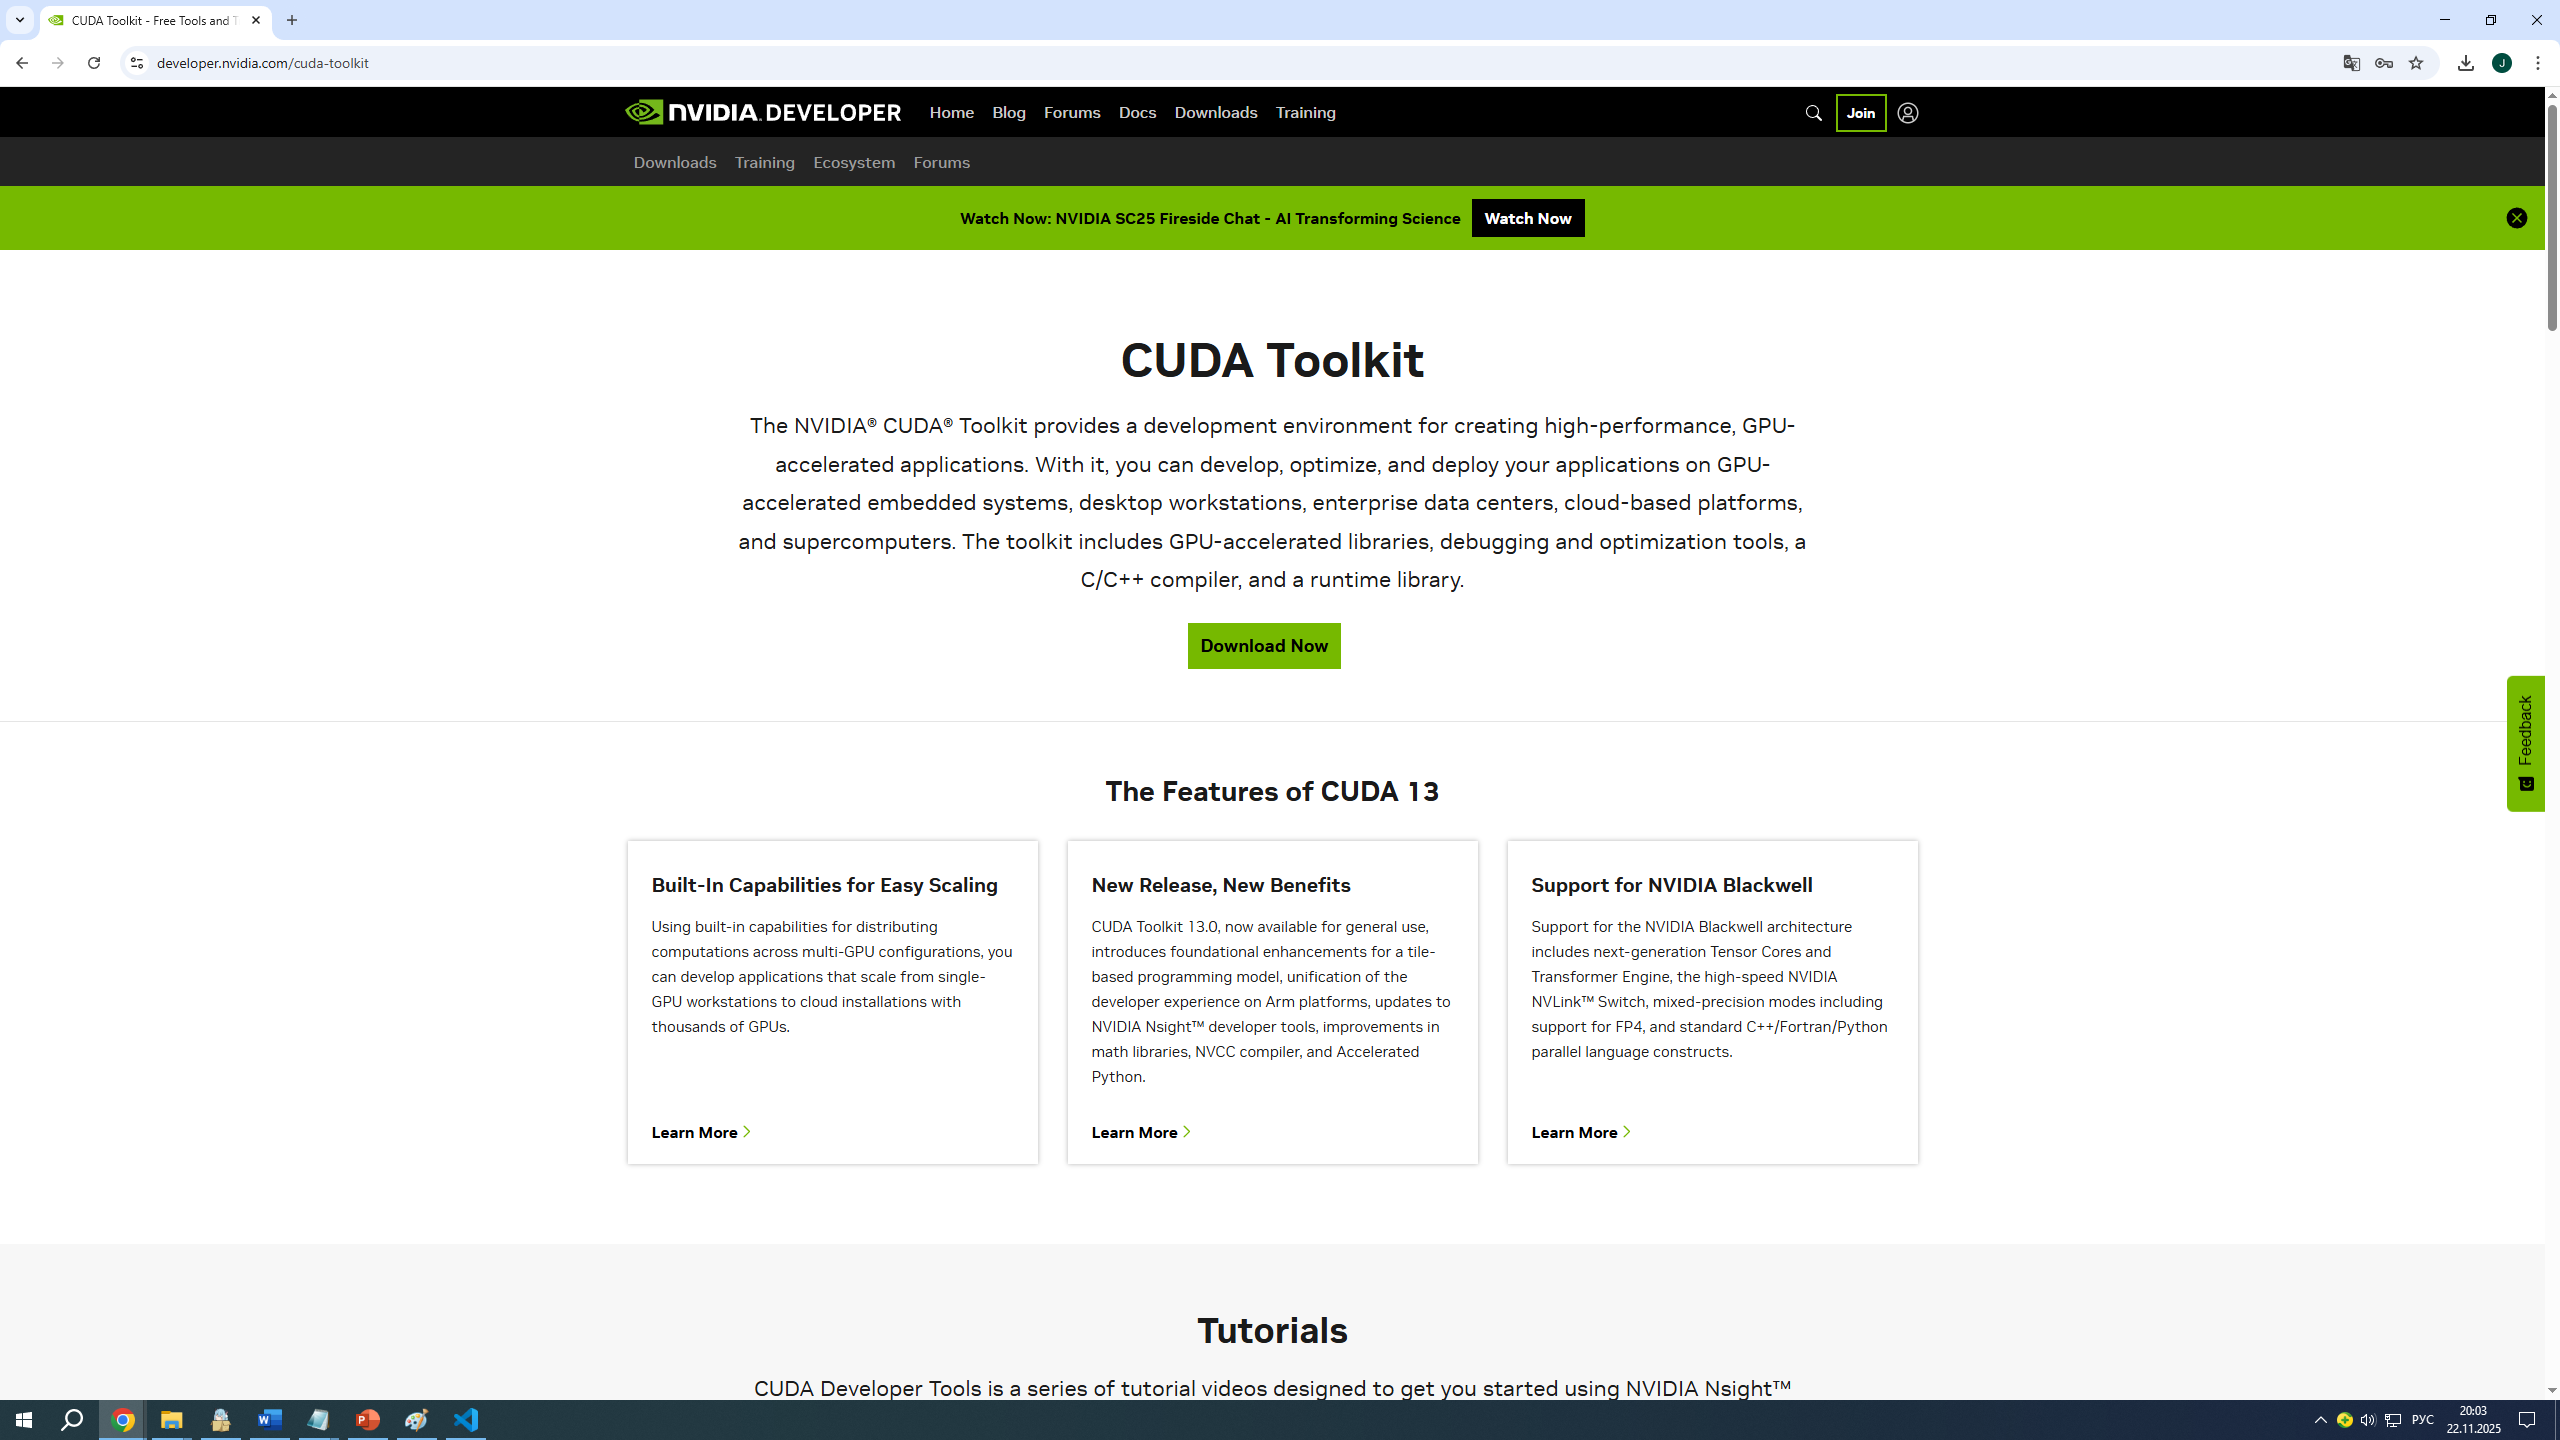 CUDA Toolkit - Free Tools and T
developer.nvidia.com/cuda-toolkit
J
NVIDIA. DEVELOPER Home Blog Forums Docs Downloads Training Join
Downloads Training Ecosystem Forums
Watch Now: NVIDIA SC25 Fireside Chat - AI Transforming Science Watch Now
CUDA Toolkit
The NVIDIA® CUDA® Toolkit provides a development environment for creating high-performance, GPU-
accelerated applications. With it, you can develop, optimize, and deploy your applications on GPU-
accelerated embedded systems, desktop workstations, enterprise data centers, cloud-based platforms,
and supercomputers. The toolkit includes GPU-accelerated libraries, debugging and optimization tools, a
C/C++ compiler, and a runtime library.
Download Now
Feedback
The Features of CUDA 13
Built-In Capabilities for Easy Scaling
Using built-in capabilities for distributing
computations across multi-GPU configurations, you
can develop applications that scale from single-
GPU workstations to cloud installations with
thousands of GPUs.
Learn More
New Release, New Benefits
CUDA Toolkit 13.0, now available for general use,
introduces foundational enhancements for a tile-
based programming model, unification of the
developer experience on Arm platforms, updates to
NVIDIA Nsight™ developer tools, improvements in
math libraries, NVCC compiler, and Accelerated
Python.
Learn More
Support for NVIDIA Blackwell
Support for the NVIDIA Blackwell architecture
includes next-generation Tensor Cores and
Transformer Engine, the high-speed NVIDIA
NVLink™ Switch, mixed-precision modes including
support for FP4, and standard C++/Fortran/Python
parallel language constructs.
Learn More
Tutorials
CUDA Developer Tools is a series of tutorial videos designed to get you started using NVIDIA Nsight™
РУС
20:03
22.11.2025